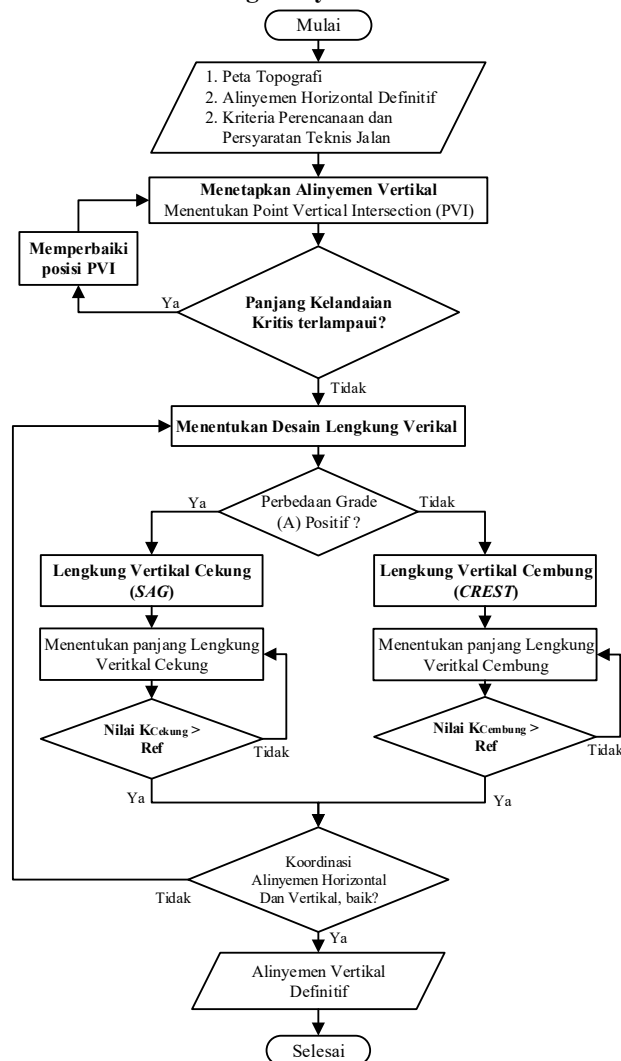 Mulai
1. Peta Topografi
2. Alinyemen Horizontal Definitif
2. Kriteria Perencanaan dan
Persyaratan Teknis Jalan
Menetapkan Alinyemen Vertikal
Menentukan Point Vertical Intersection (PVI)
Memperbaiki
posisi PVI
Ya
Panjang Kelandaian
Kritis terlampaui?
Tidak
Menentukan Desain Lengkung Verikal
Ya
Perbedaan Grade
(A) Positif ?
Tidak
Lengkung Vertikal Cekung
(SAG)
Lengkung Vertikal Cembung
(CREST)
Menentukan panjang Lengkung
Veritkal Cekung
Menentukan panjang Lengkung
Veritkal Cembung
Nilai KCekung >
Ref
Tidak
Nilai KCembung >
Ref
Tidak
Ya
Ya
Koordinasi
Alinyemen Horizontal
Dan Vertikal, baik?
Tidak
Ya
Alinyemen Vertikal
Definitif
Selesai